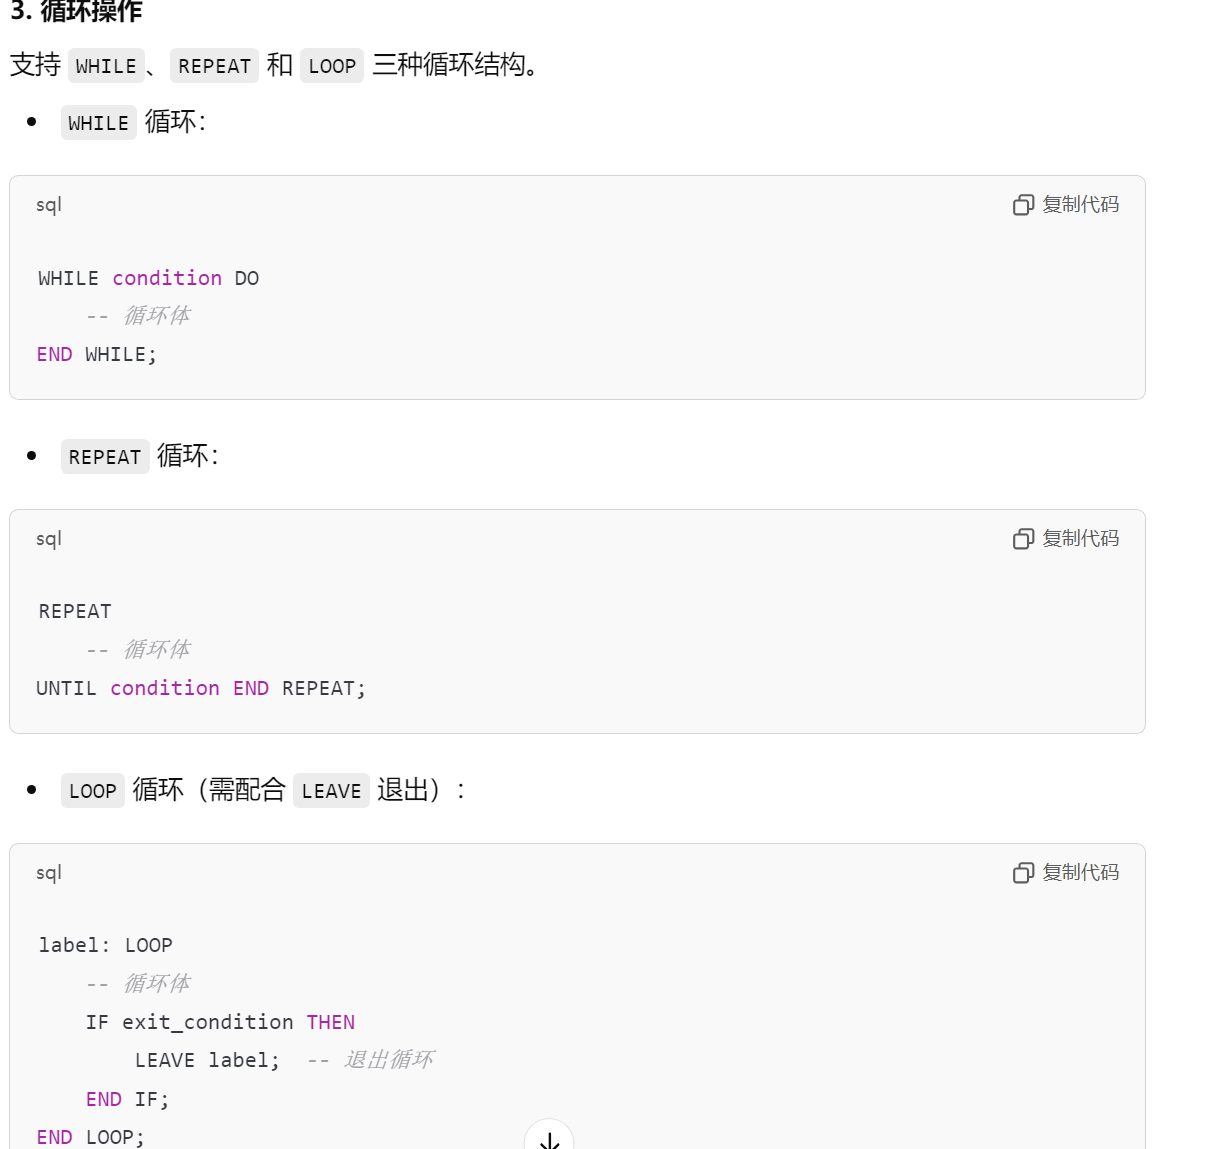 3. 循环操作
支持 WHILE、REPEAT 和 LOOP 三种循环结构。
• WHILE 循环：
sql 复制代码
WHILE condition DO
    -- 循环体
END WHILE;
• REPEAT 循环：
sql 复制代码
REPEAT
    -- 循环体
UNTIL condition END REPEAT;
• LOOP 循环（需配合 LEAVE 退出）：
sql 复制代码
label: LOOP
    -- 循环体
    IF exit_condition THEN
        LEAVE label;  -- 退出循环
    END IF;
END LOOP;